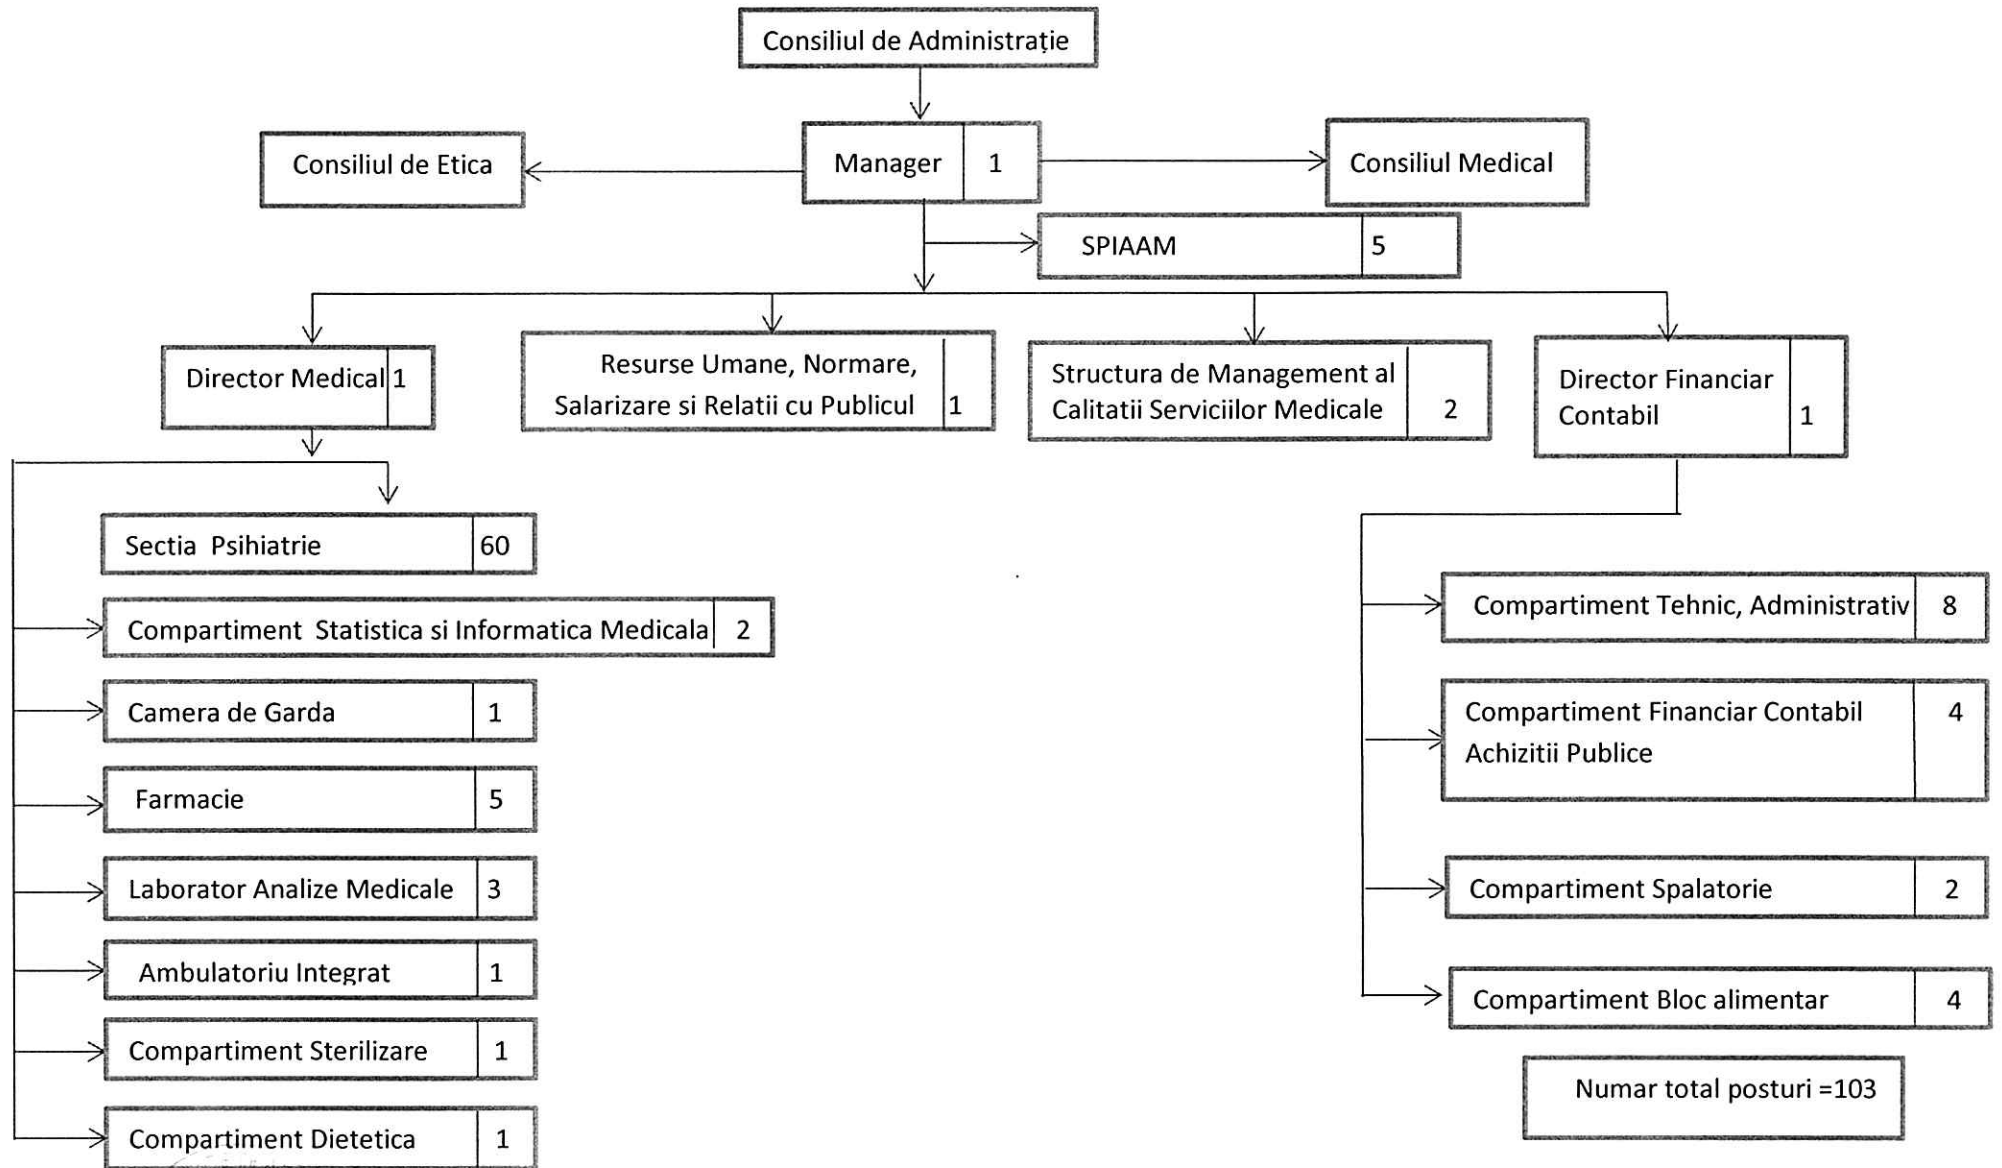 Consiliul de Administrație
Consiliul de Etica
Manager 1
Consiliul Medical
SPIAAM 5
Director Medical 1
Resurse Umane, Normare,
Salarizare si Relatii cu Publicul 1
Structura de Management al
Calitatii Serviciilor Medicale 2
Director Financiar
Contabil 1
Sectia Psihiatrie 60
Compartiment Statistica si Informatica Medicala 2
Camera de Garda 1
Farmacie 5
Laborator Analize Medicale 3
Ambulatoriu Integrat 1
Compartiment Sterilizare 1
Compartiment Dietetica 1
Compartiment Tehnic, Administrativ 8
Compartiment Financiar Contabil 4
Achizitii Publice
Compartiment Spalatorie 2
Compartiment Bloc alimentar 4
Numar total posturi =103